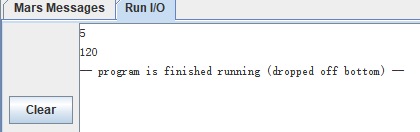 Mars Messages Run I/O
5
120
-- program is finished running (dropped off bottom) --
Clear